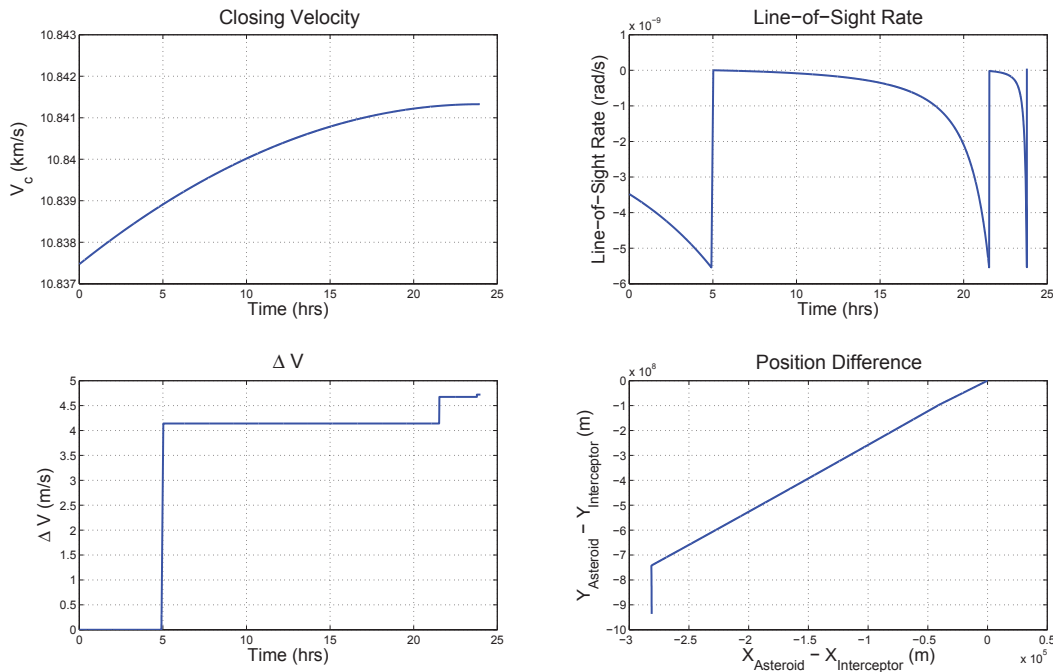 Closing Velocity
10.843
10.842
10.841
10.84
10.839
10.838
10.837
V_c (km/s)
0 5 10 15 20 25
Time (hrs)
Line−of−Sight Rate
x 10^−9
1
0
−1
−2
−3
−4
−5
−6
Line−of−Sight Rate (rad/s)
0 5 10 15 20 25
Time (hrs)
Δ V
5
4.5
4
3.5
3
2.5
2
1.5
1
0.5
0
Δ V (m/s)
0 5 10 15 20 25
Time (hrs)
Position Difference
x 10^8
0
−1
−2
−3
−4
−5
−6
−7
−8
−9
−10
Y_Asteroid − Y_Interceptor (m)
−3 −2.5 −2 −1.5 −1 −0.5 0 0.5
X_Asteroid − X_Interceptor (m)
x 10^5